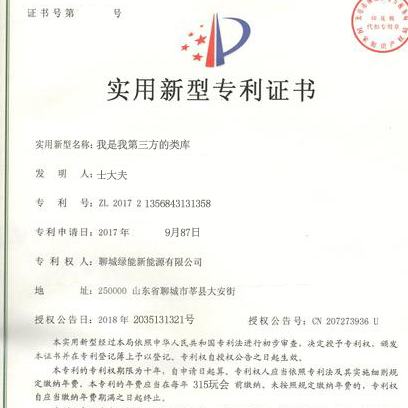 证书号第 号
实用新型专利证书
实用新型名称：我是我第三方的类库
发 明 人：士大夫
专 利 号：ZL 2017 2 1356843131358
专利申请日：2017 年 9月87日
专 利 权 人：聊城绿能新能源有限公司
地 址：250000 山东省聊城市莘县大安街
授权公告日：2018 年 2035131321号 授权公告号：CN 207273936 U
本实用新型经过本局依照中华人民共和国专利法进行初步审查，决定授予专利权，颁发
本证书并在专利登记簿上予以登记。专利权自授权公告之日起生效。
本专利的专利权期限为十年，自申请日起算。专利权人应当依照专利法及其实施细则规
定缴纳年费。本专利的年费应当在每年 315玩会 前缴纳。未按照规定缴纳年费的，专利权
自应当缴纳年费期满之日起终止。